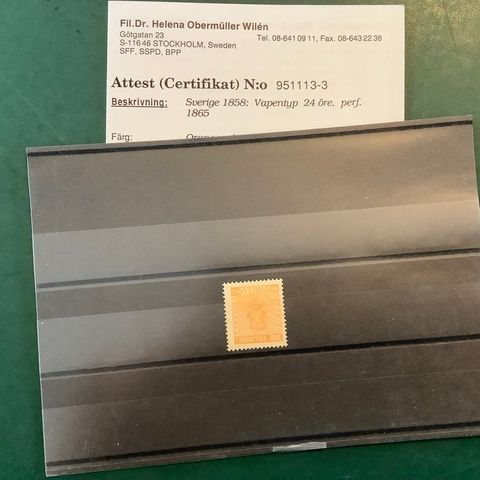 Fil.Dr. Helena Obermüller Wilén
Götgatan 23
S-116 46 STOCKHOLM, Sweden
SFF, SSPD, BPP
Tel. 08-641 09 11, Fax. 08-643 22 38
Attest (Certifikat) N:o 951113-3
Beskrivning: Sverige 1858: Vapentyp 24 öre, perf.
1865
Färg: